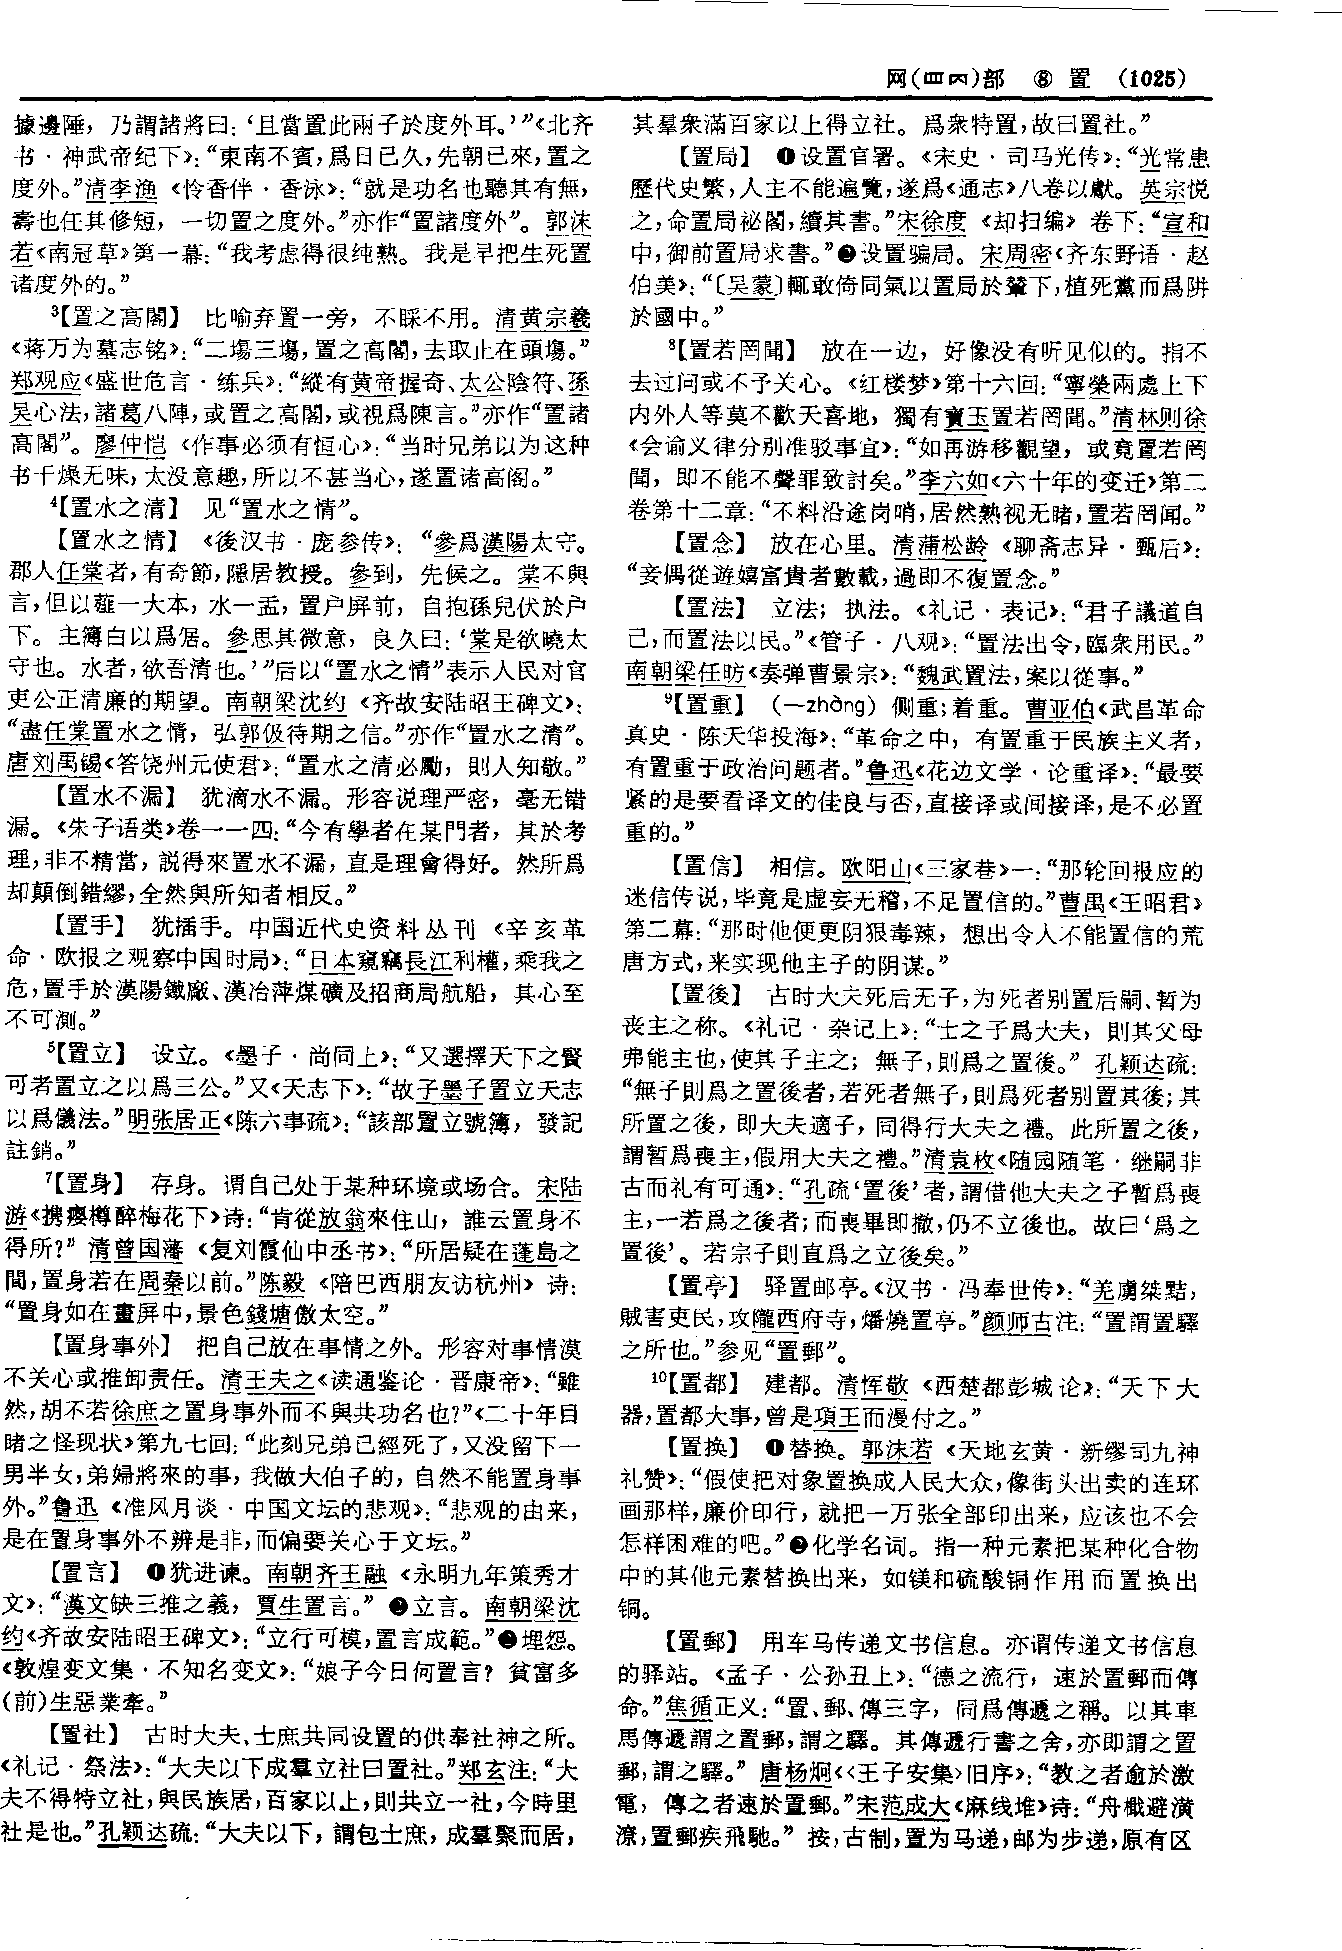 网(罒䍏)部 ⑧ 置 (1025)
據邊陲，乃謂諸將曰：‘且當置此兩子於度外耳。’”《北齐
书·神武帝纪下》：“東南不賓，爲日已久，先朝已來，置之
度外。”清李渔《怜香伴·香泳》：“就是功名也聽其有無，
壽也任其修短，一切置之度外。”亦作“置諸度外”。郭沫
若《南冠草》第一幕：“我考虑得很纯熟。我是早把生死置
诸度外的。”
³【置之高閣】 比喻弃置一旁，不睬不用。清黄宗羲
《蒋万为墓志铭》：“二場三場，置之高閣，去取止在頭場。”
郑观应《盛世危言·练兵》：“縱有黄帝握奇、太公陰符、孫
吴心法，諸葛八陣，或置之高閣，或視爲陳言。”亦作“置諸
高閣”。廖仲恺《作事必须有恒心》：“当时兄弟以为这种
书干燥无味，太没意趣，所以不甚当心，遂置诸高阁。”
⁴【置水之清】 见“置水之情”。
【置水之情】 《後汉书·庞参传》：“參爲漢陽太守。
郡人任棠者，有奇節，隱居教授。參到，先候之。棠不與
言，但以薤一大本，水一盂，置户屏前，自抱孫兒伏於户
下。主簿白以爲倨。參思其微意，良久曰：‘棠是欲曉太
守也。水者，欲吾清也。’”后以“置水之情”表示人民对官
吏公正清廉的期望。南朝梁沈约《齐故安陆昭王碑文》：
“盡任棠置水之情，弘郭伋待期之信。”亦作“置水之清”。
唐刘禹锡《答饶州元使君》：“置水之清必勵，則人知敬。”
【置水不漏】 犹滴水不漏。形容说理严密，毫无错
漏。《朱子语类》卷一一四：“今有學者在某門者，其於考
理，非不精當，説得來置水不漏，直是理會得好。然所爲
却顛倒錯繆，全然與所知者相反。”
【置手】 犹插手。中国近代史资料丛刊《辛亥革
命·欧报之观察中国时局》：“日本窺竊長江利權，乘我之
危，置手於漢陽鐵廠、漢冶萍煤礦及招商局航船，其心至
不可測。”
⁵【置立】 设立。《墨子·尚同上》：“又選擇天下之賢
可者置立之以爲三公。”又《天志下》：“故子墨子置立天志
以爲儀法。”明张居正《陈六事疏》：“該部置立號簿，發記
註銷。”
⁷【置身】 存身。谓自己处于某种环境或场合。宋陆
游《携癭樽醉梅花下》诗：“肯從放翁來住山，誰云置身不
得所？” 清曾国藩《复刘霞仙中丞书》：“所居疑在蓬島之
間，置身若在周秦以前。”陈毅《陪巴西朋友访杭州》诗：
“置身如在畫屏中，景色錢塘傲太空。”
【置身事外】 把自己放在事情之外。形容对事情漠
不关心或推卸责任。清王夫之《读通鉴论·晋康帝》：“雖
然，胡不若徐庶之置身事外而不與共功名也？”《二十年目
睹之怪现状》第九七回：“此刻兄弟已經死了，又没留下一
男半女，弟婦將來的事，我做大伯子的，自然不能置身事
外。”鲁迅《准风月谈·中国文坛的悲观》：“悲观的由来，
是在置身事外不辨是非，而偏要关心于文坛。”
【置言】 ❶犹进谏。南朝齐王融《永明九年策秀才
文》：“漢文缺三推之義，賈生置言。” ❷立言。南朝梁沈
约《齐故安陆昭王碑文》：“立行可模，置言成範。”❸埋怨。
《敦煌变文集·不知名变文》：“娘子今日何置言？貧富多
(前)生惡業牽。”
【置社】 古时大夫、士庶共同设置的供奉社神之所。
《礼记·祭法》：“大夫以下成羣立社曰置社。”郑玄注：“大
夫不得特立社，與民族居，百家以上，則共立一社，今時里
社是也。”孔颖达疏：“大夫以下，謂包士庶，成羣聚而居，
其羣衆滿百家以上得立社。爲衆特置，故曰置社。”
【置局】 ❶设置官署。《宋史·司马光传》：“光常患
歷代史繁，人主不能遍覽，遂爲《通志》八卷以獻。英宗悦
之，命置局祕閣，續其書。”宋徐度《却扫编》卷下：“宣和
中，御前置局求書。”❷设置骗局。宋周密《齐东野语·赵
伯美》：“〔吴蒙〕輒敢倚同氣以置局於輦下，植死黨而爲阱
於國中。”
⁸【置若罔聞】 放在一边，好像没有听见似的。指不
去过问或不予关心。《红楼梦》第十六回：“寧榮兩處上下
内外人等莫不歡天喜地，獨有寶玉置若罔聞。”清林则徐
《会谕义律分别准驳事宜》：“如再游移觀望，或竟置若罔
聞，即不能不聲罪致討矣。”李六如《六十年的变迁》第二
卷第十二章：“不料沿途岗哨，居然熟视无睹，置若罔闻。”
【置念】 放在心里。清蒲松龄《聊斋志异·甄后》：
“妾偶從遊嬉富貴者數載，過即不復置念。”
【置法】 立法；执法。《礼记·表记》：“君子議道自
己，而置法以民。”《管子·八观》：“置法出令，臨衆用民。”
南朝梁任昉《奏弹曹景宗》：“魏武置法，案以從事。”
⁹【置重】 （—zhòng）侧重；着重。曹亚伯《武昌革命
真史·陈天华投海》：“革命之中，有置重于民族主义者，
有置重于政治问题者。”鲁迅《花边文学·论重译》：“最要
紧的是要看译文的佳良与否，直接译或间接译，是不必置
重的。”
【置信】 相信。欧阳山《三家巷》一：“那轮回报应的
迷信传说，毕竟是虚妄无稽，不足置信的。”曹禺《王昭君》
第二幕：“那时他便更阴狠毒辣，想出令人不能置信的荒
唐方式，来实现他主子的阴谋。”
【置後】 古时大夫死后无子，为死者别置后嗣、暂为
丧主之称。《礼记·杂记上》：“士之子爲大夫，則其父母
弗能主也，使其子主之；無子，則爲之置後。” 孔颖达疏：
“無子則爲之置後者，若死者無子，則爲死者别置其後；其
所置之後，即大夫適子，同得行大夫之禮。此所置之後，
謂暫爲喪主，假用大夫之禮。”清袁枚《随园随笔·继嗣非
古而礼有可通》：“孔疏‘置後’者，謂借他大夫之子暫爲喪
主，一若爲之後者；而喪畢即撤，仍不立後也。故曰‘爲之
置後’。若宗子則直爲之立後矣。”
【置亭】 驿置邮亭。《汉书·冯奉世传》：“羌虜桀黠，
賊害吏民，攻隴西府寺，燔燒置亭。”颜师古注：“置謂置驛
之所也。”参见“置郵”。
¹⁰【置都】 建都。清恽敬《西楚都彭城论》：“天下大
器，置都大事，曾是項王而漫付之。”
【置换】 ❶替换。郭沫若《天地玄黄·新缪司九神
礼赞》：“假使把对象置换成人民大众，像街头出卖的连环
画那样，廉价印行，就把一万张全部印出来，应该也不会
怎样困难的吧。”❷化学名词。指一种元素把某种化合物
中的其他元素替换出来，如镁和硫酸铜作用而置换出
铜。
【置郵】 用车马传递文书信息。亦谓传递文书信息
的驿站。《孟子·公孙丑上》：“德之流行，速於置郵而傳
命。”焦循正义：“置、郵、傳三字，同爲傳遞之稱。以其車
馬傳遞謂之置郵，謂之驛。其傳遞行書之舍，亦即謂之置
郵，謂之驛。” 唐杨炯《〈王子安集〉旧序》：“教之者逾於激
電，傳之者速於置郵。”宋范成大《麻线堆》诗：“舟檝避潢
潦，置郵疾飛馳。” 按，古制，置为马递，邮为步递，原有区